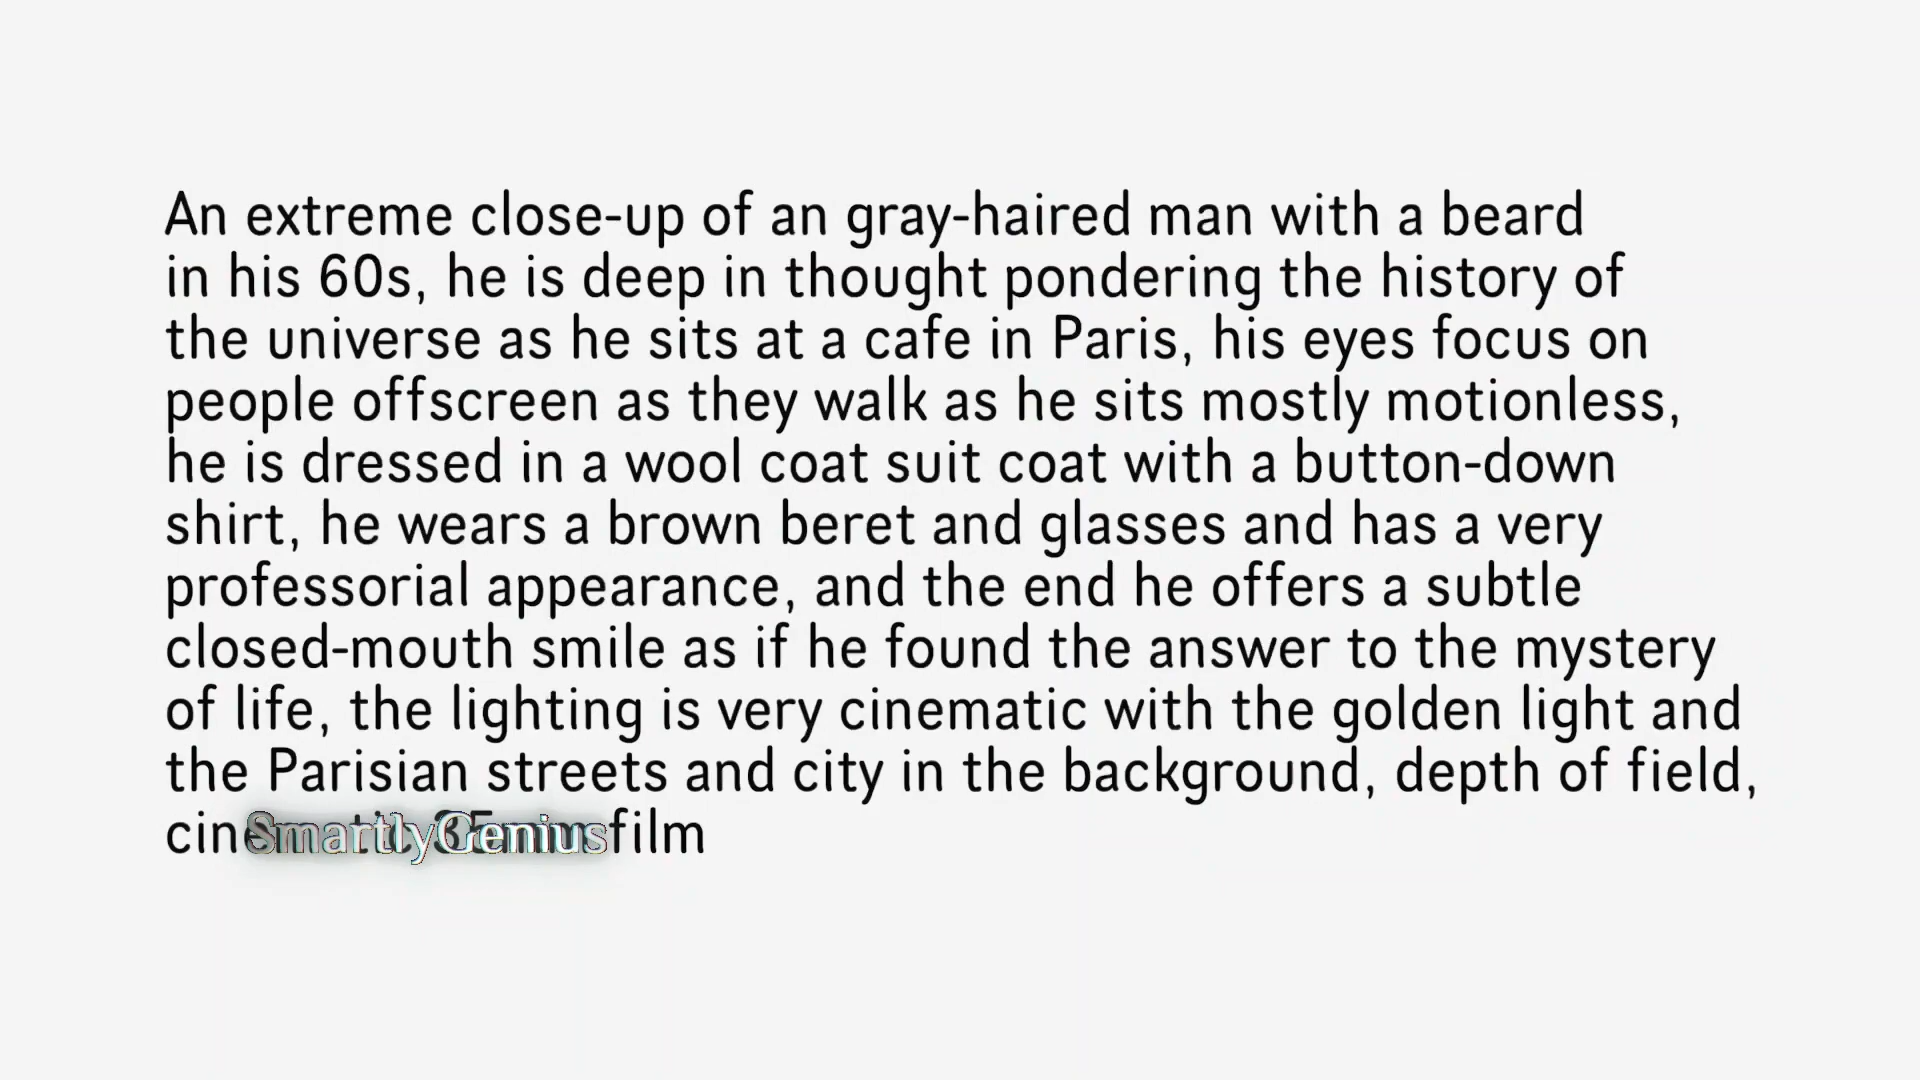 An extreme close-up of an gray-haired man with a beard
in his 60s, he is deep in thought pondering the history of
the universe as he sits at a cafe in Paris, his eyes focus on
people offscreen as they walk as he sits mostly motionless,
he is dressed in a wool coat suit coat with a button-down
shirt, he wears a brown beret and glasses and has a very
professorial appearance, and the end he offers a subtle
closed-mouth smile as if he found the answer to the mystery
of life, the lighting is very cinematic with the golden light and
the Parisian streets and city in the background, depth of field,
SmartlyGenius film